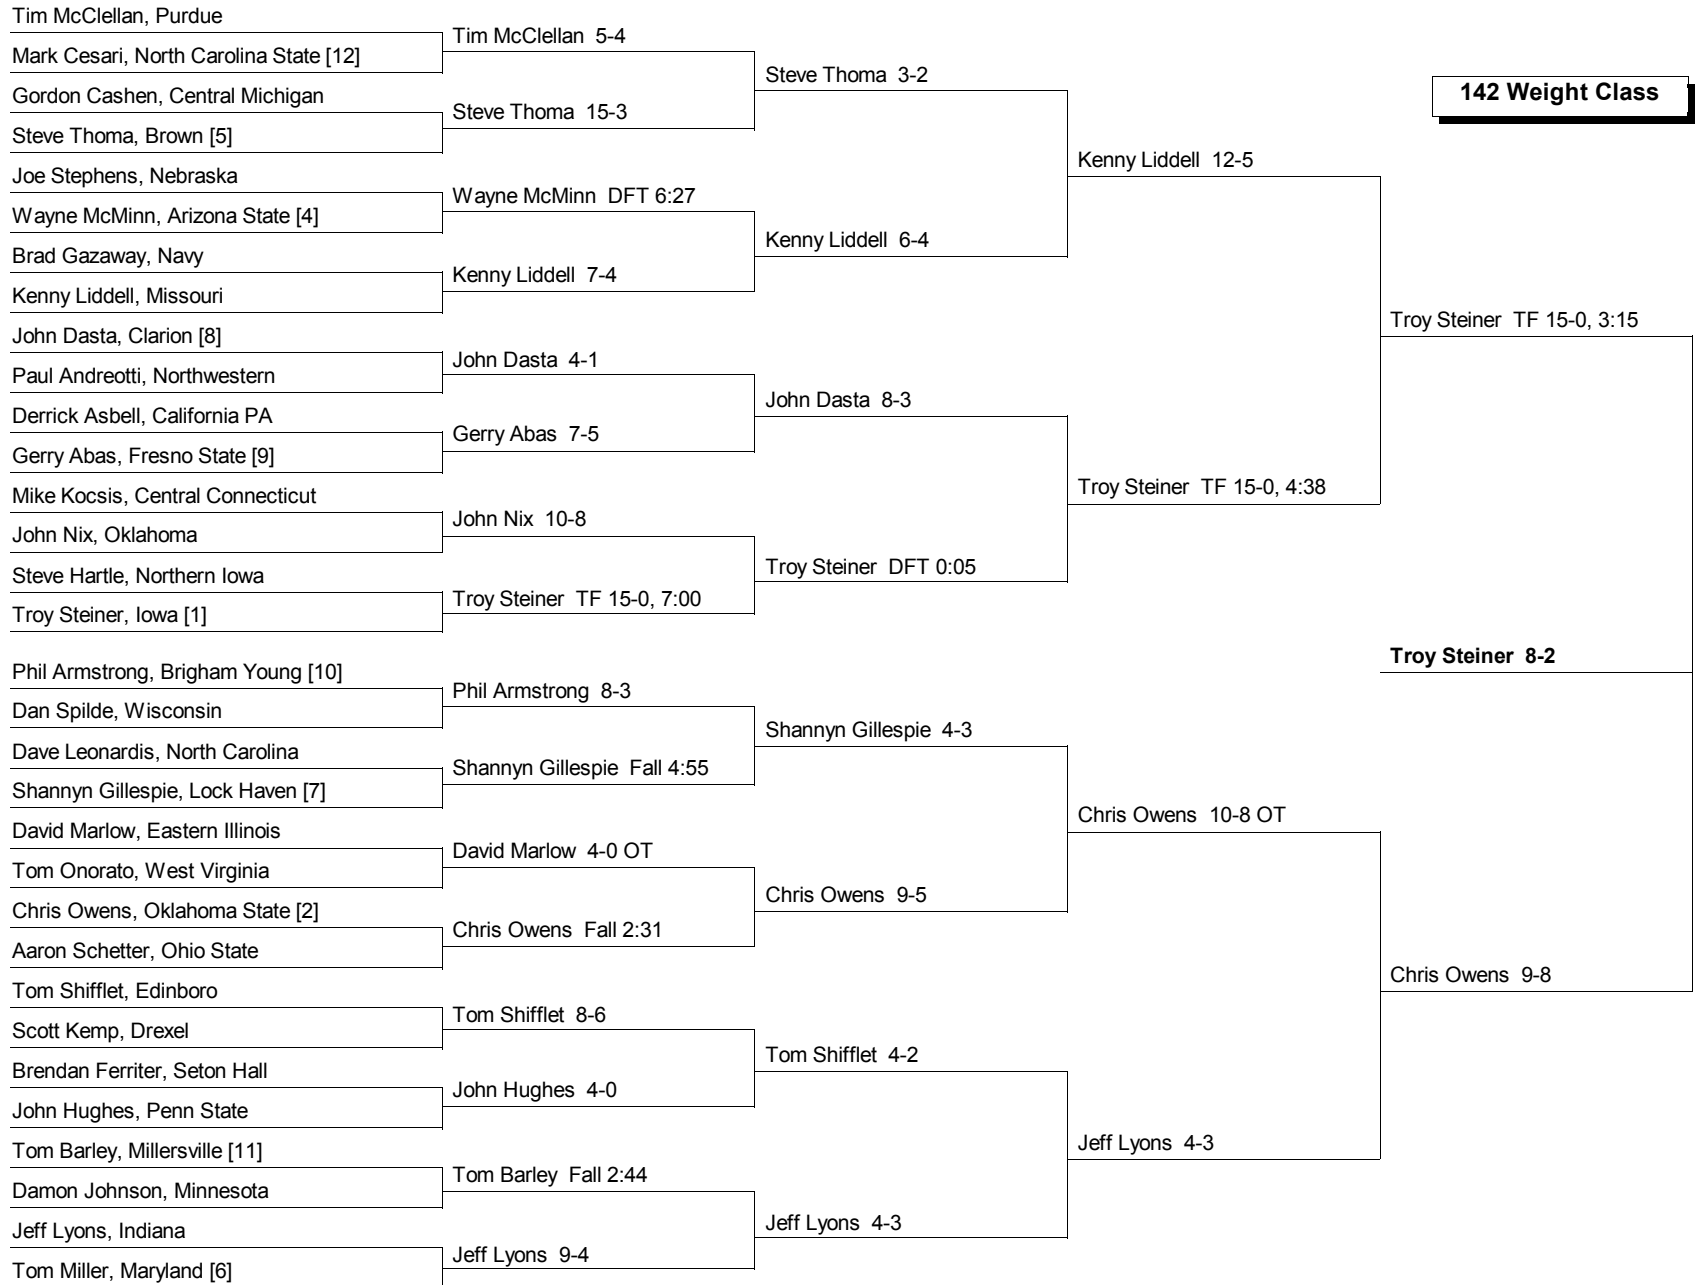 142 Weight Class
Tim McClellan, Purdue
Mark Cesari, North Carolina State [12]
Gordon Cashen, Central Michigan
Steve Thoma, Brown [5]
Joe Stephens, Nebraska
Wayne McMinn, Arizona State [4]
Brad Gazaway, Navy
Kenny Liddell, Missouri
John Dasta, Clarion [8]
Paul Andreotti, Northwestern
Derrick Asbell, California PA
Gerry Abas, Fresno State [9]
Mike Kocsis, Central Connecticut
John Nix, Oklahoma
Steve Hartle, Northern Iowa
Troy Steiner, Iowa [1]
Phil Armstrong, Brigham Young [10]
Dan Spilde, Wisconsin
Dave Leonardis, North Carolina
Shannyn Gillespie, Lock Haven [7]
David Marlow, Eastern Illinois
Tom Onorato, West Virginia
Chris Owens, Oklahoma State [2]
Aaron Schetter, Ohio State
Tom Shifflet, Edinboro
Scott Kemp, Drexel
Brendan Ferriter, Seton Hall
John Hughes, Penn State
Tom Barley, Millersville [11]
Damon Johnson, Minnesota
Jeff Lyons, Indiana
Tom Miller, Maryland [6]
Tim McClellan 5-4
Steve Thoma 15-3
Wayne McMinn DFT 6:27
Kenny Liddell 7-4
John Dasta 4-1
Gerry Abas 7-5
John Nix 10-8
Troy Steiner TF 15-0, 7:00
Phil Armstrong 8-3
Shannyn Gillespie Fall 4:55
David Marlow 4-0 OT
Chris Owens Fall 2:31
Tom Shifflet 8-6
John Hughes 4-0
Tom Barley Fall 2:44
Jeff Lyons 9-4
Steve Thoma 3-2
Kenny Liddell 6-4
John Dasta 8-3
Troy Steiner DFT 0:05
Shannyn Gillespie 4-3
Chris Owens 9-5
Tom Shifflet 4-2
Jeff Lyons 4-3
Kenny Liddell 12-5
Troy Steiner TF 15-0, 4:38
Chris Owens 10-8 OT
Jeff Lyons 4-3
Troy Steiner TF 15-0, 3:15
Troy Steiner 8-2
Chris Owens 9-8